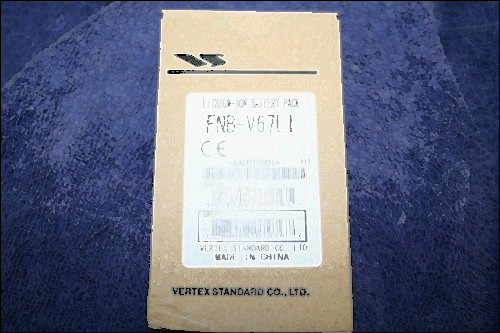 LITHIUM-ION BATTERY PACK
FNB-V67LI
CE
VERTEX STANDARD CO., LTD.
MADE IN CHINA
VERTEX STANDARD CO., LTD.